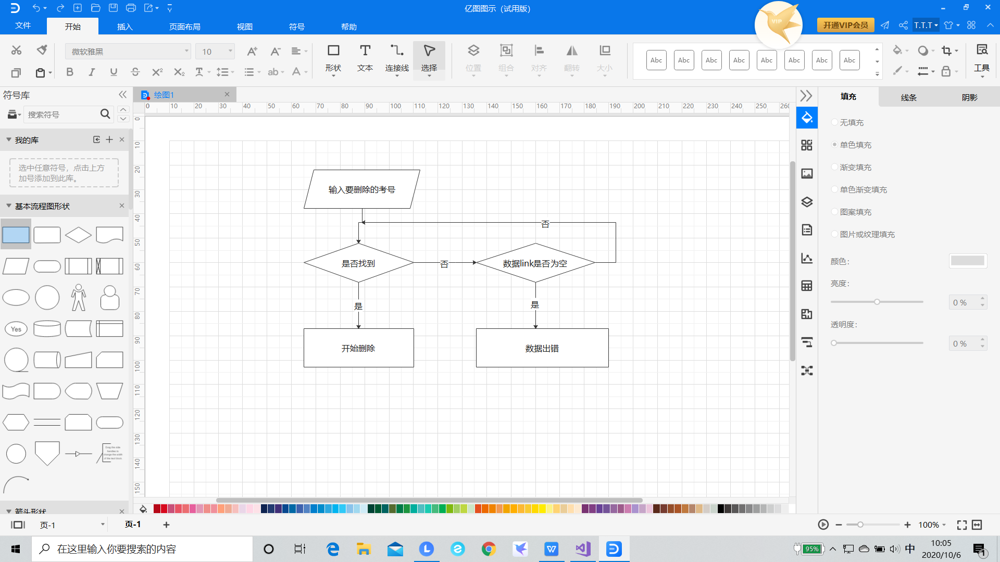 亿图图示（试用版）
文件
开始
插入
页面布局
视图
符号
帮助
VIP
开通VIP会员
T.T.T
微软雅黑
10
形状
文本
连接线
选择
位置
组合
对齐
翻转
大小
Abc Abc Abc Abc Abc Abc Abc Abc
工具
符号库
搜索符号
我的库
选中任意符号，点击上方
加号添加到此库。
基本流程图形状
Yes
Drag the side
handles to
change the width
of the text block.
箭头形状
绘图1
0 10 20 30 40 50 60 70 80 90 100 110 120 130 140 150 160 170 180 190 200 210 220 230 240 250 260
0 10 20 30 40 50 60 70 80 90 100 110 120 130 140 150
输入要删除的考号
否
是否找到
否
数据link是否为空
是
是
开始删除
数据出错
填充
线条
阴影
无填充
单色填充
渐变填充
单色渐变填充
图案填充
图片或纹理填充
颜色:
亮度:
0 %
透明度:
0 %
页-1
页-1
100%
在这里输入你要搜索的内容
95%
中
10:05
2020/10/6
1